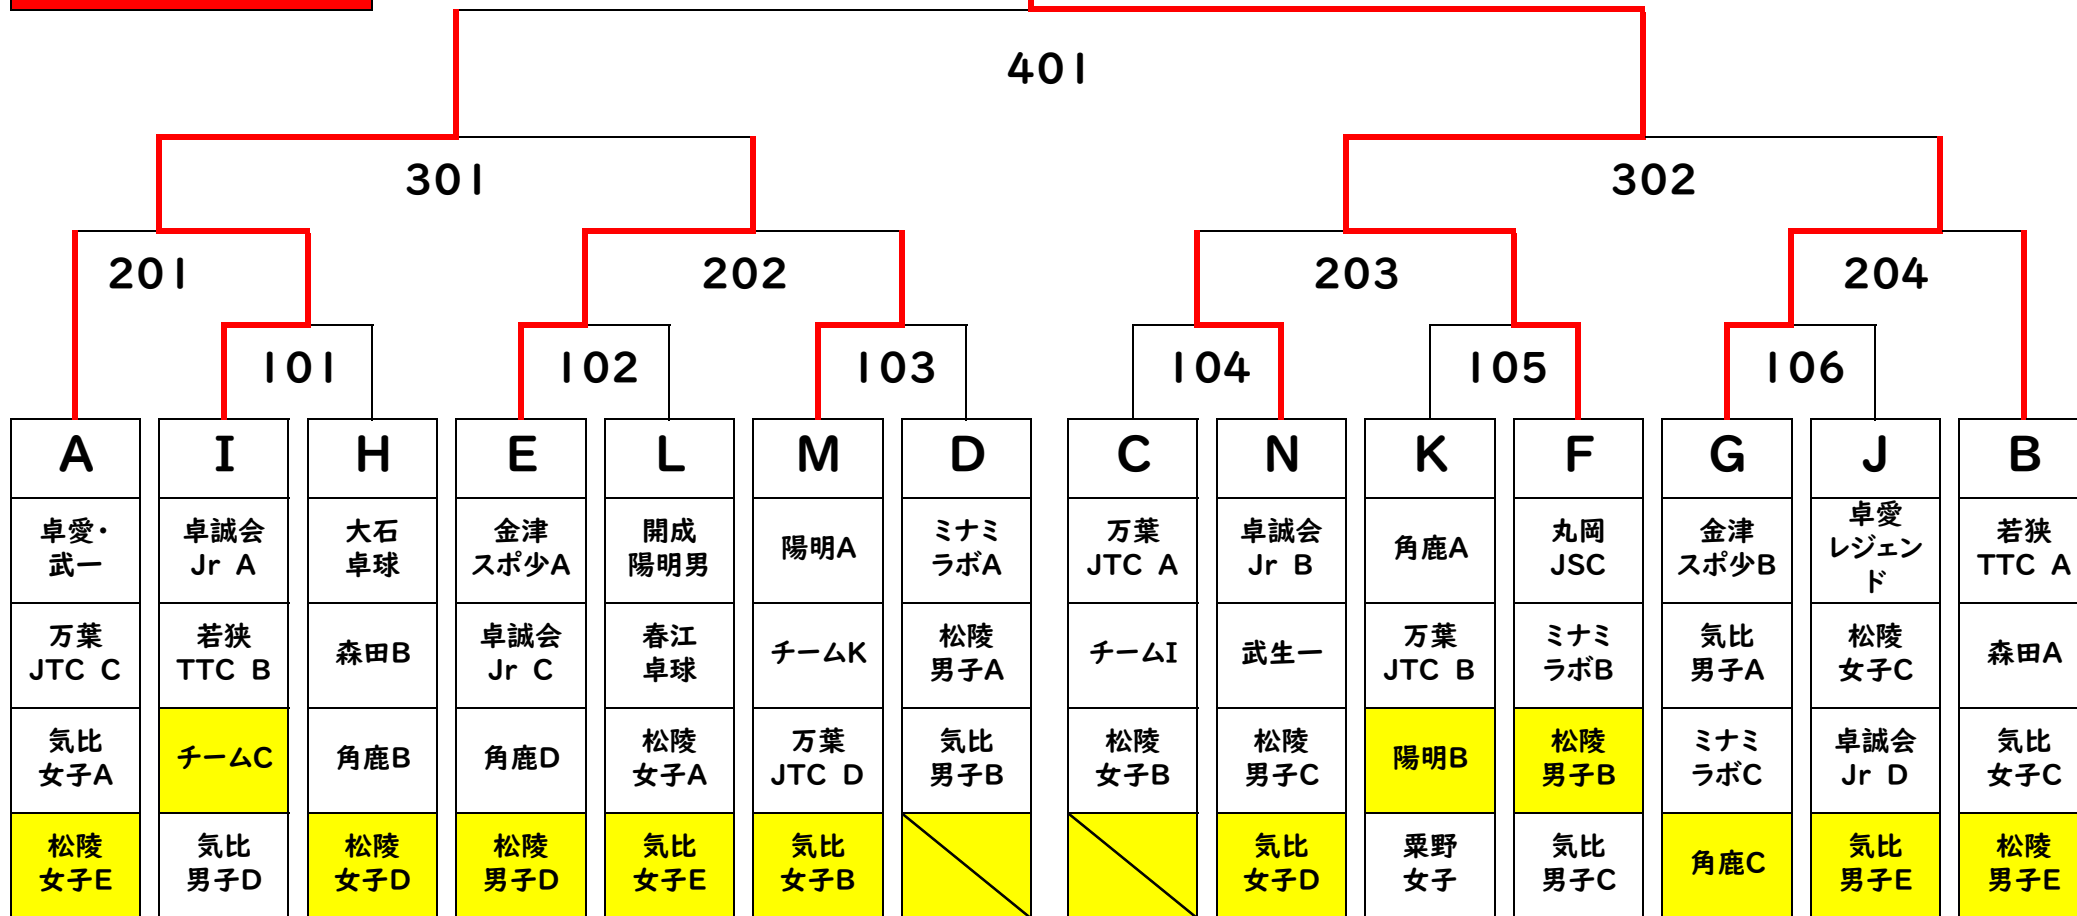 401
301
302
201
202
203
204
101
102
103
104
105
106
A I H E L M D C N K F G J B
卓愛・ 卓誠会 大石 金津 開成 陽明A ミナミ 万葉 卓誠会 角鹿A 丸岡 金津 卓愛 若狭
武一 Jr A 卓球 スポ少A 陽明男 ラボA JTC A Jr B JSC スポ少B レジェン TTC A
ド
万葉 若狭 森田B 卓誠会 春江 チームK 松陵 チームI 武生一 万葉 ミナミ 気比 松陵 森田A
JTC C TTC B Jr C 卓球 男子A JTC B ラボB 男子A 女子C
気比 チームC 角鹿B 角鹿D 松陵 万葉 気比 松陵 松陵 陽明B 松陵 ミナミ 卓誠会 気比
女子A 女子A JTC D 男子B 女子B 男子C 男子B ラボC Jr D 女子C
松陵 気比 松陵 松陵 気比 気比 気比 粟野 気比 角鹿C 気比 松陵
女子E 男子D 女子D 男子D 女子E 女子B 女子D 女子 男子C 男子E 男子E